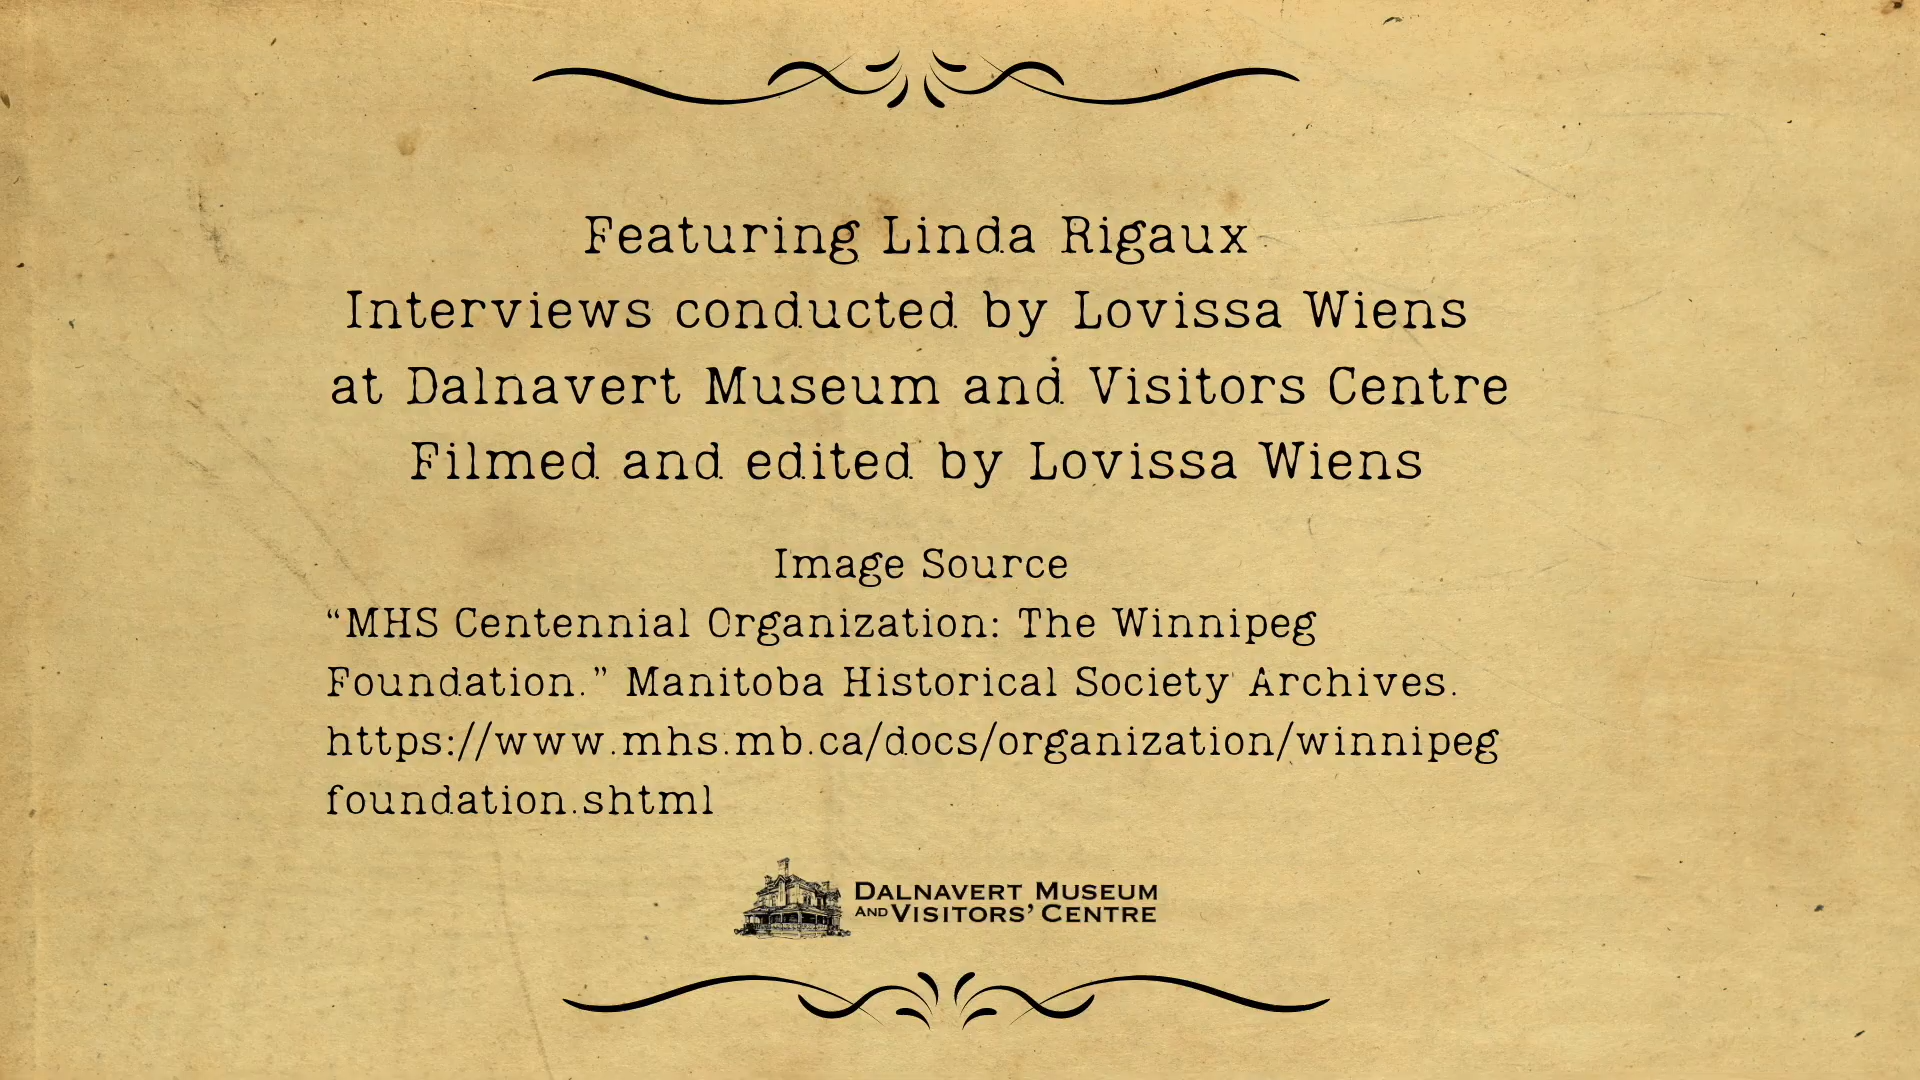 Featuring Linda Rigaux
Interviews conducted by Lovissa Wiens
at Dalnavert Museum and Visitors Centre
Filmed and edited by Lovissa Wiens
Image Source
“MHS Centennial Organization: The Winnipeg
Foundation.” Manitoba Historical Society Archives.
https://www.mhs.mb.ca/docs/organization/winnipeg
foundation.shtml
DALNAVERT MUSEUM
AND VISITORS’ CENTRE